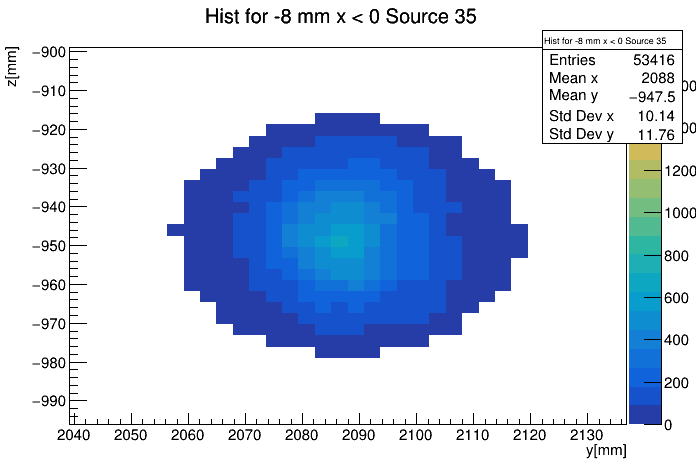 Hist for -8 mm x < 0 Source 35
Hist for -8 mm x < 0 Source 35
Entries 53416
Mean x 2088
Mean y −947.5
Std Dev x 10.14
Std Dev y 11.76
z[mm]
−900
−910
−920
−930
−940
−950
−960
−970
−980
−990
2040 2050 2060 2070 2080 2090 2100 2110 2120 2130
y[mm]
1200
1000
800
600
400
200
0